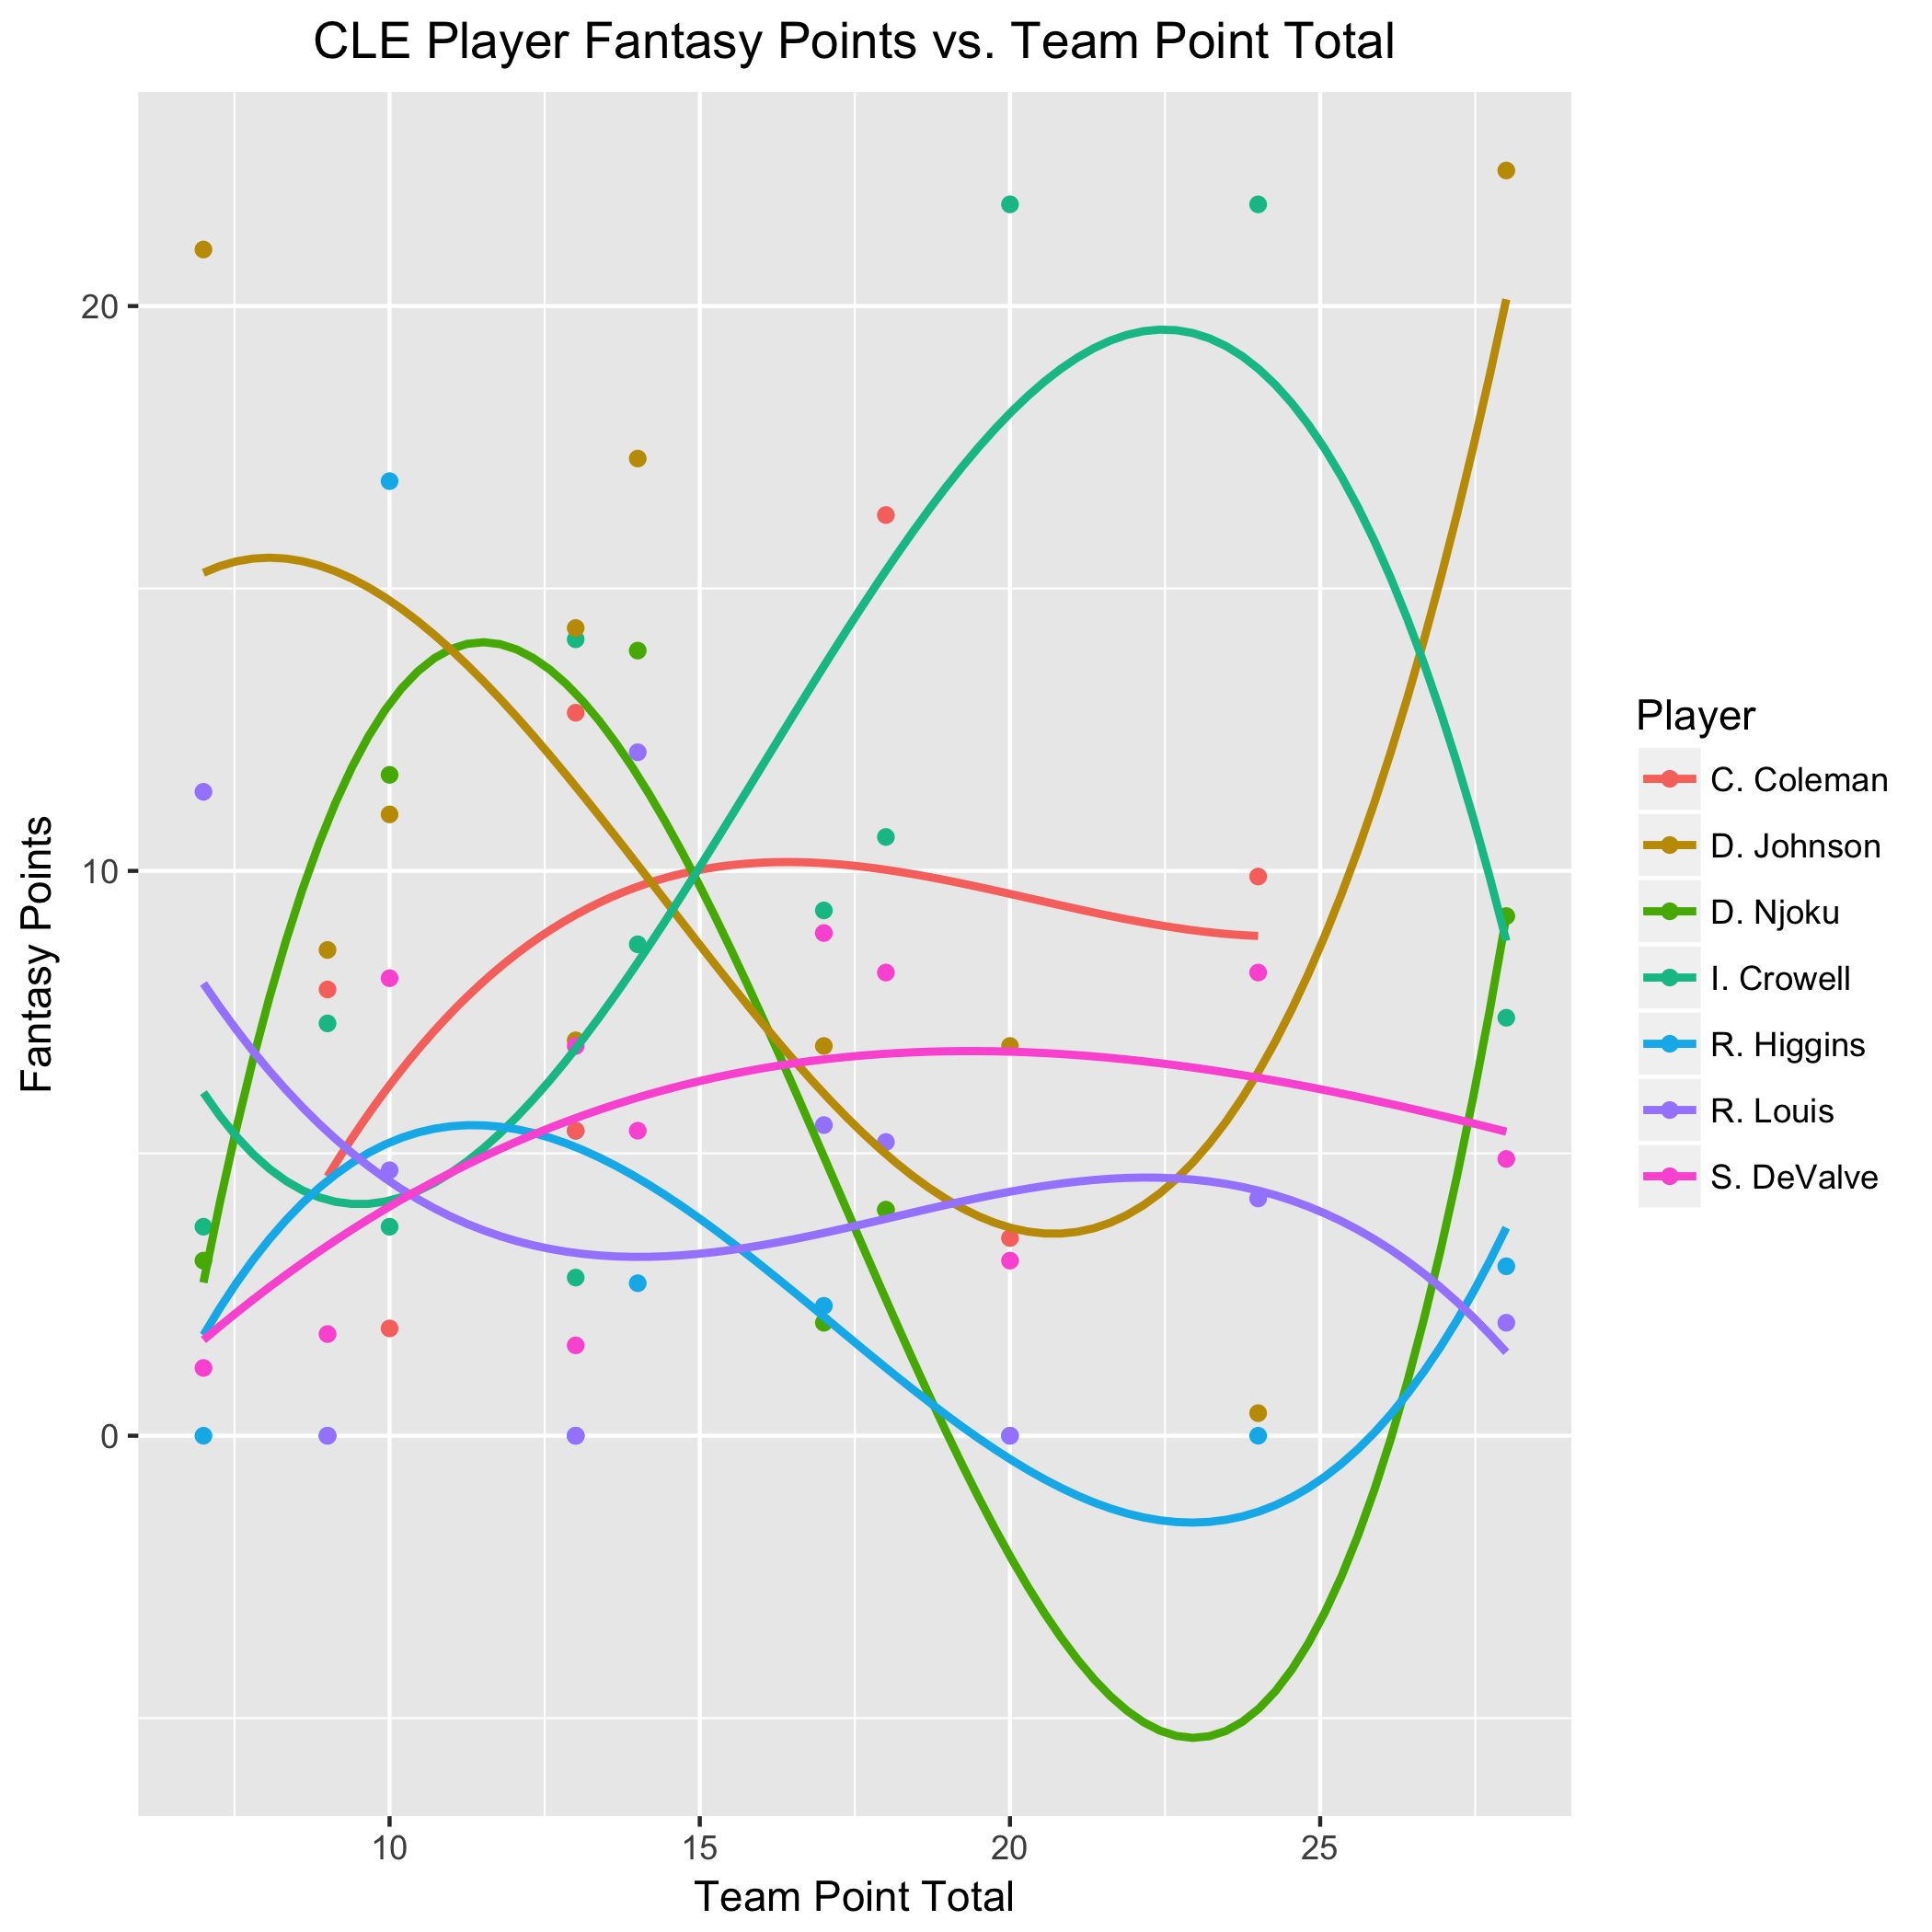 CLE Player Fantasy Points vs. Team Point Total
20
10
0
Fantasy Points
10 15 20 25
Team Point Total
Player
C. Coleman
D. Johnson
D. Njoku
I. Crowell
R. Higgins
R. Louis
S. DeValve